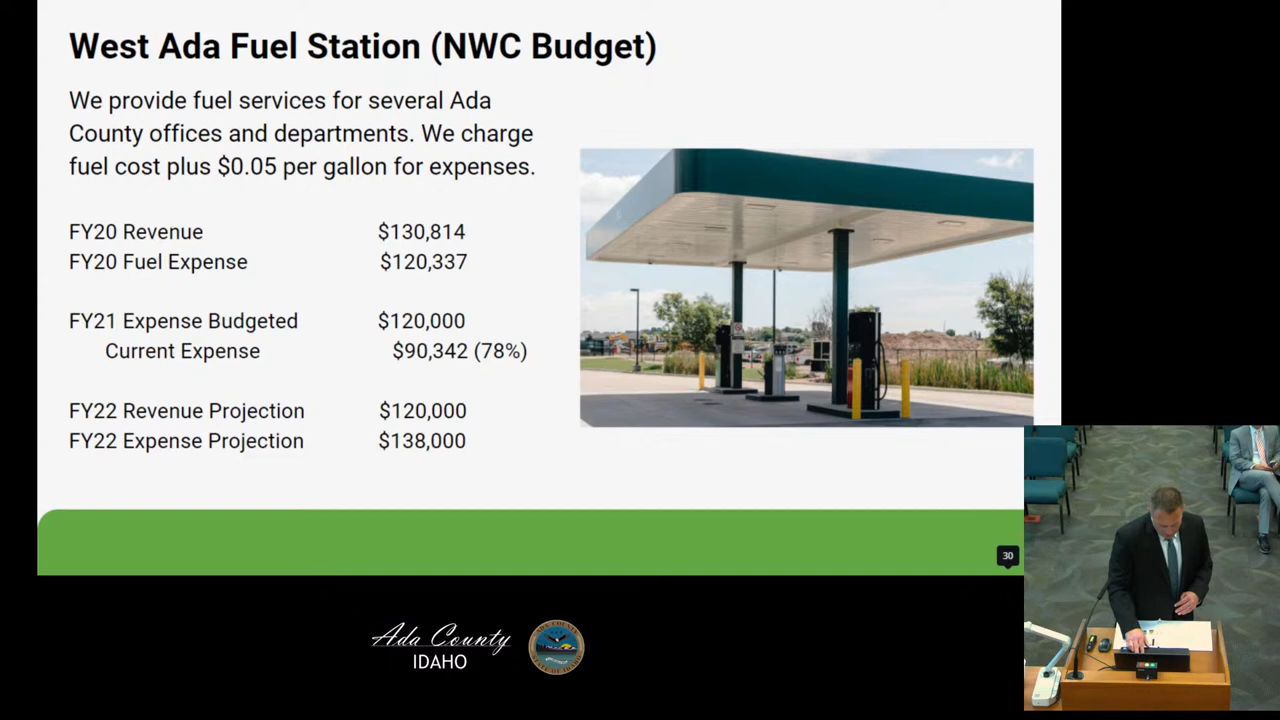 West Ada Fuel Station (NWC Budget)
We provide fuel services for several Ada
County offices and departments. We charge
fuel cost plus $0.05 per gallon for expenses.
FY20 Revenue $130,814
FY20 Fuel Expense $120,337
FY21 Expense Budgeted $120,000
Current Expense $90,342 (78%)
FY22 Revenue Projection $120,000
FY22 Expense Projection $138,000
30
Ada County
IDAHO